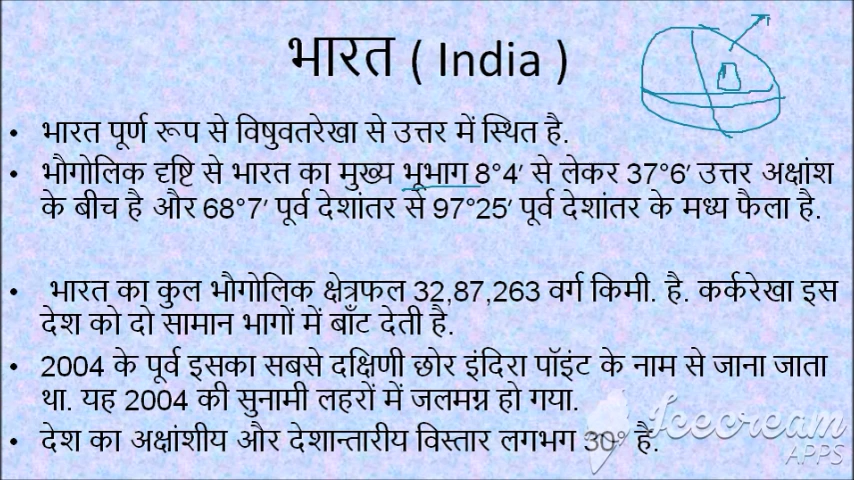 भारत ( India )
• भारत पूर्ण रूप से विषुवतरेखा से उत्तर में स्थित है.
• भौगोलिक दृष्टि से भारत का मुख्य भूभाग 8°4′ से लेकर 37°6′ उत्तर अक्षांश
के बीच है और 68°7′ पूर्व देशांतर से 97°25′ पूर्व देशांतर के मध्य फैला है.
• भारत का कुल भौगोलिक क्षेत्रफल 32,87,263 वर्ग किमी. है. कर्करेखा इस
देश को दो सामान भागों में बाँट देती है.
• 2004 के पूर्व इसका सबसे दक्षिणी छोर इंदिरा पॉइंट के नाम से जाना जाता
था. यह 2004 की सुनामी लहरों में जलमग्न हो गया.
• देश का अक्षांशीय और देशान्तारीय विस्तार लगभग 30° है.
Icecream
APPS